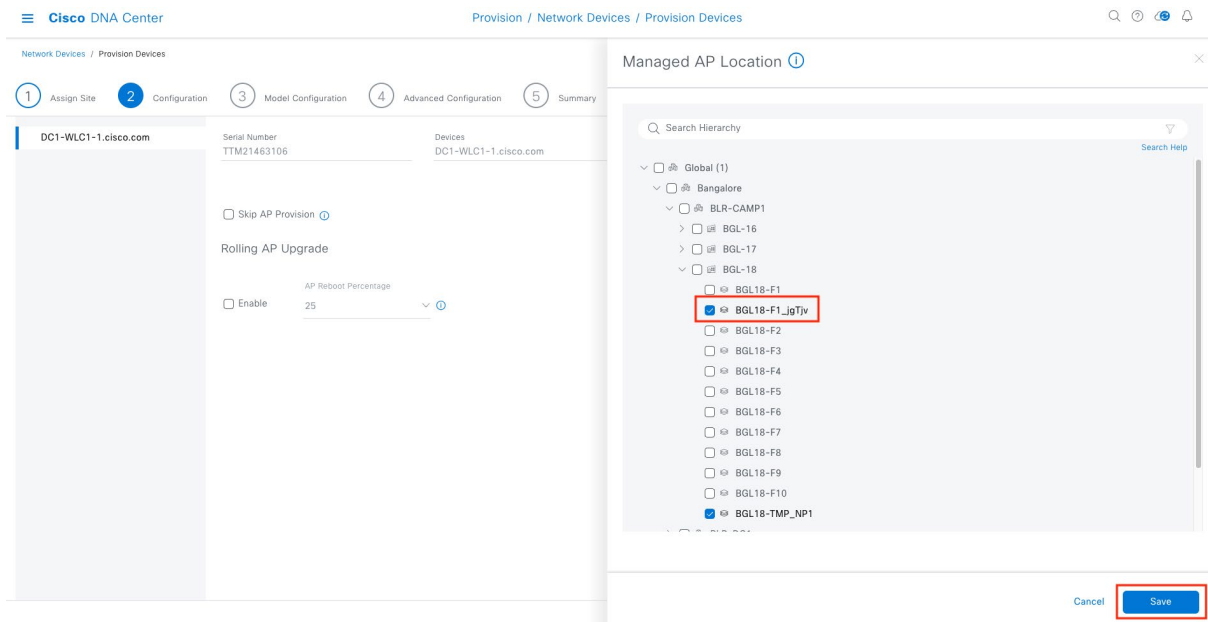 Cisco DNA Center
Provision / Network Devices / Provision Devices
Network Devices / Provision Devices
1 Assign Site 2 Configuration 3 Model Configuration 4 Advanced Configuration 5 Summary
DC1-WLC1-1.cisco.com
Serial Number
TTM21463106
Devices
DC1-WLC1-1.cisco.com
Skip AP Provision
Rolling AP Upgrade
Enable
AP Reboot Percentage
25
Managed AP Location
Search Hierarchy
Search Help
Global (1)
Bangalore
BLR-CAMP1
BGL-16
BGL-17
BGL-18
BGL18-F1
BGL18-F1_jgTjv
BGL18-F2
BGL18-F3
BGL18-F4
BGL18-F5
BGL18-F6
BGL18-F7
BGL18-F8
BGL18-F9
BGL18-F10
BGL18-TMP_NP1
Cancel
Save